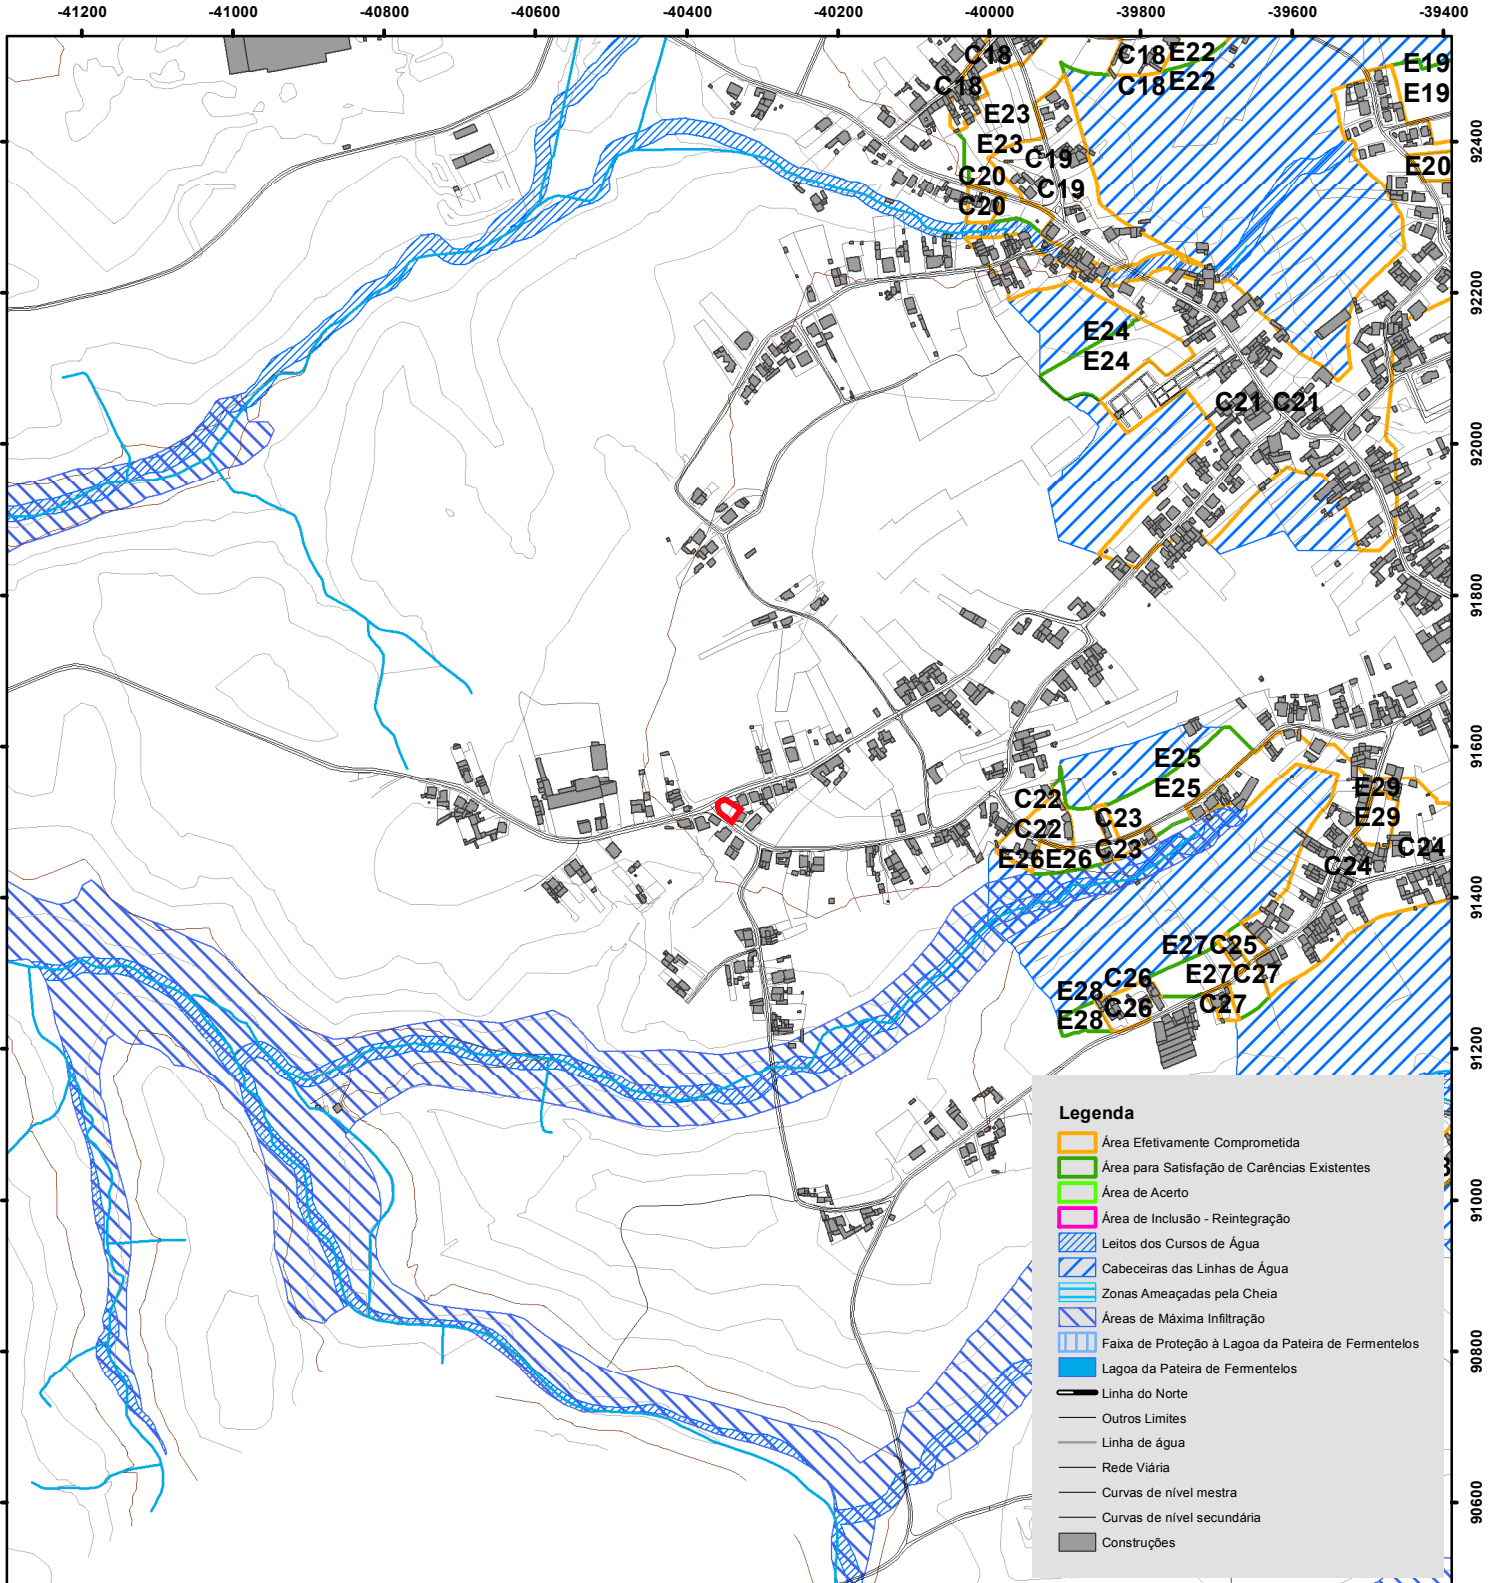 -41200 -41000 -40800 -40600 -40400 -40200 -40000 -39800 -39600 -39400
C18 C18 E22 E19
C18 C18 E22 E19
E23
E23 C19 E20
C20 C19
C20
E24
E24
C21 C21
E25
E25
C22 C23 E29
C22 C23 E29
E26 E26 C24 C24
E27 C25
E27 C27
C26 C27
C26
E28
E28
92400
92200
92000
91800
91600
91400
91200
91000
90800
90600
Legenda
Área Efetivamente Comprometida
Área para Satisfação de Carências Existentes
Área de Acerto
Área de Inclusão - Reintegração
Leitos dos Cursos de Água
Cabeceiras das Linhas de Água
Zonas Ameaçadas pela Cheia
Áreas de Máxima Infiltração
Faixa de Proteção à Lagoa da Pateira de Fermentelos
Lagoa da Pateira de Fermentelos
Linha do Norte
Outros Limites
Linha de água
Rede Viária
Curvas de nível mestra
Curvas de nível secundária
Construções